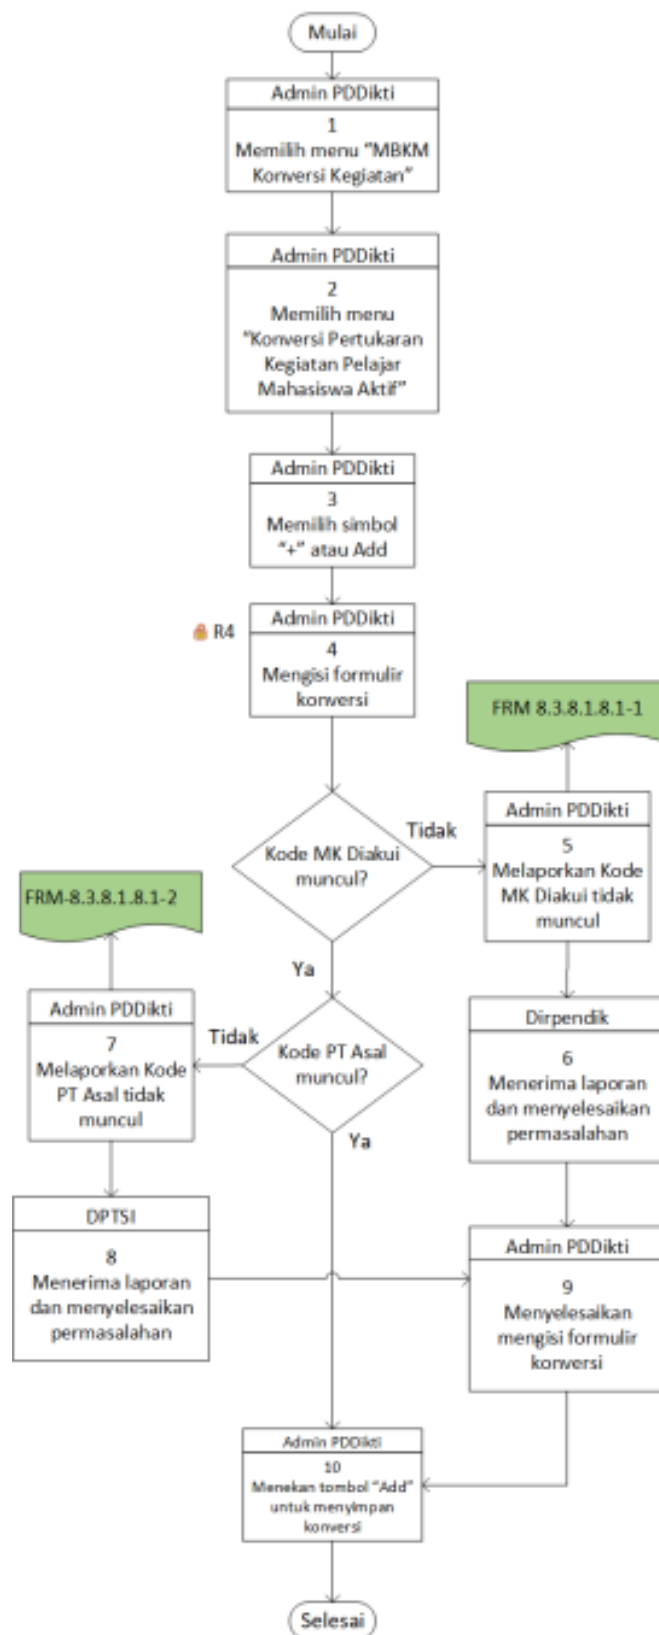 Mulai
Admin PDDikti
1
Memilih menu “MBKM
Konversi Kegiatan”
Admin PDDikti
2
Memilih menu
“Konversi Pertukaran
Kegiatan Pelajar
Mahasiswa Aktif”
Admin PDDikti
3
Memilih simbol
“+” atau Add
R4
Admin PDDikti
4
Mengisi formulir
konversi
FRM 8.3.8.1.8.1-1
Kode MK Diakui
muncul?
Tidak
Admin PDDikti
5
Melaporkan Kode
MK Diakui tidak
muncul
FRM-8.3.8.1.8.1-2
Ya
Admin PDDikti
7
Melaporkan Kode
PT Asal tidak
muncul
Tidak
Kode PT Asal
muncul?
Ya
Dirpendik
6
Menerima laporan
dan menyelesaikan
permasalahan
DPTSI
8
Menerima laporan
dan menyelesaikan
permasalahan
Admin PDDikti
9
Menyelesaikan
mengisi formulir
konversi
Admin PDDikti
10
Menekan tombol “Add”
untuk menyimpan
konversi
Selesai